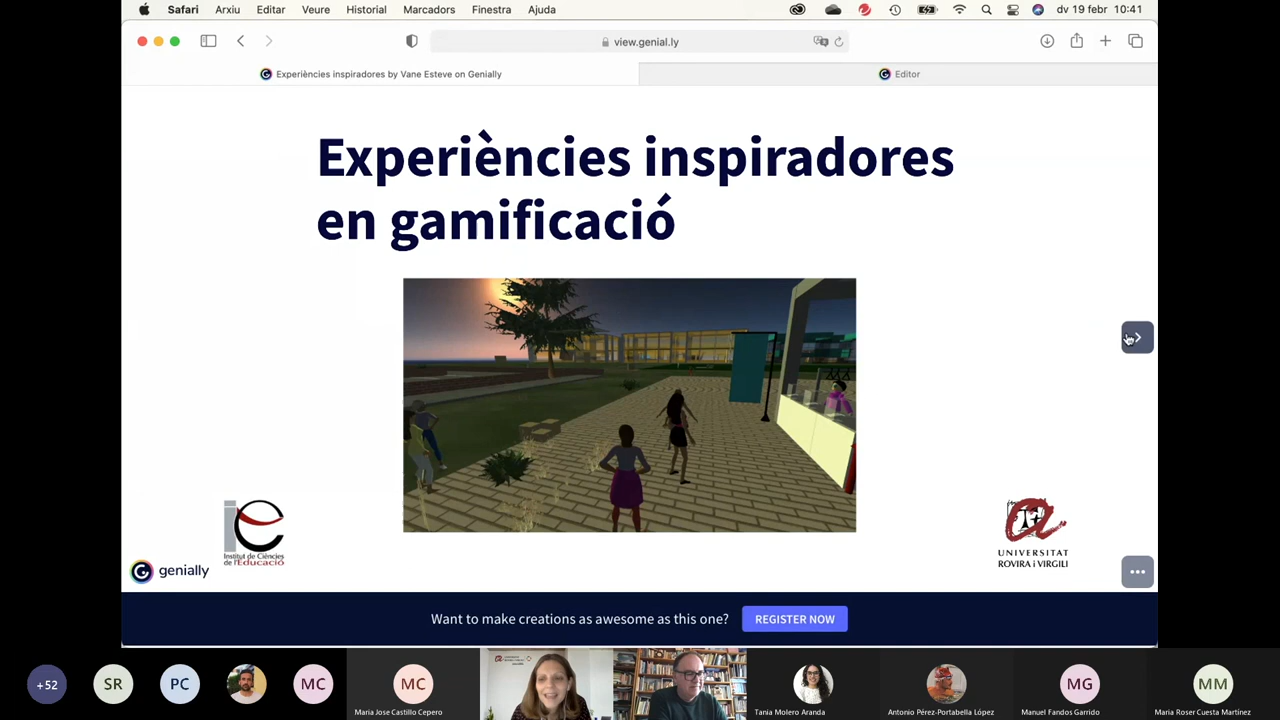 Safari Arxiu Editar Veure Historial Marcadors Finestra Ajuda dv 19 febr 10:41
view.genial.ly
Experiències inspiradores by Vane Esteve on Genially
Editor
Experiències inspiradores
en gamificació
Institut de Ciències
de l'Educació
UNIVERSITAT
ROVIRA i VIRGILI
genially
Want to make creations as awesome as this one? REGISTER NOW
+52 SR PC MC MC MG MM
Maria Jose Castillo Cepero
Tania Molero Aranda
Antonio Pérez-Portabella López
Manuel Fandos Garrido
Maria Roser Cuesta Martínez